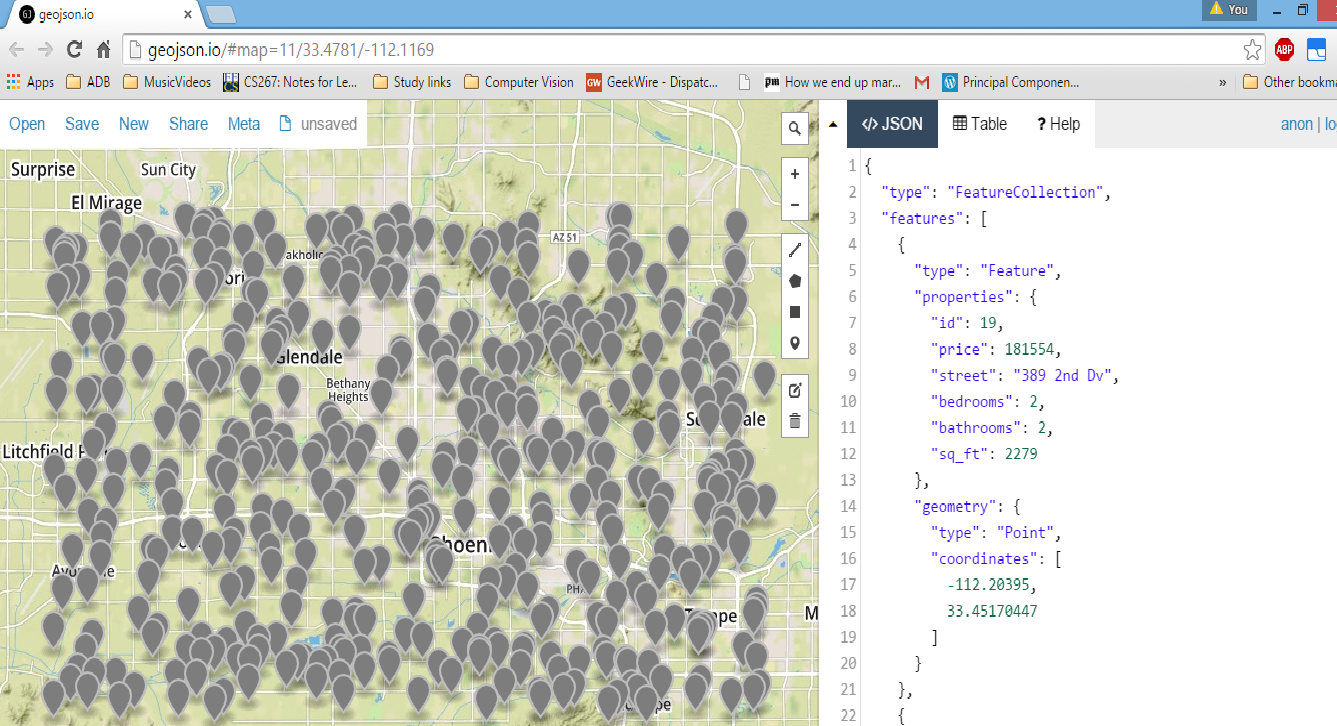 geojson.io
You
geojson.io/#map=11/33.4781/-112.1169
ABP
Apps ADB MusicVideos CS267: Notes for Le... Study links Computer Vision GW GeekWire - Dispatc... pm How we end up mar... Principal Componen... » Other bookma
Open Save New Share Meta unsaved
</> JSON Table ? Help anon | lo
Surprise
Sun City
El Mirage
AZ 51
Glendale
Bethany
Heights
Litchfield P
+
−
1 {
2 "type": "FeatureCollection",
3 "features": [
4 {
5 "type": "Feature",
6 "properties": {
7 "id": 19,
8 "price": 181554,
9 "street": "389 2nd Dv",
10 "bedrooms": 2,
11 "bathrooms": 2,
12 "sq_ft": 2279
13 },
14 "geometry": {
15 "type": "Point",
16 "coordinates": [
17 -112.20395,
18 33.45170447
19 ]
20 }
21 },
22 {